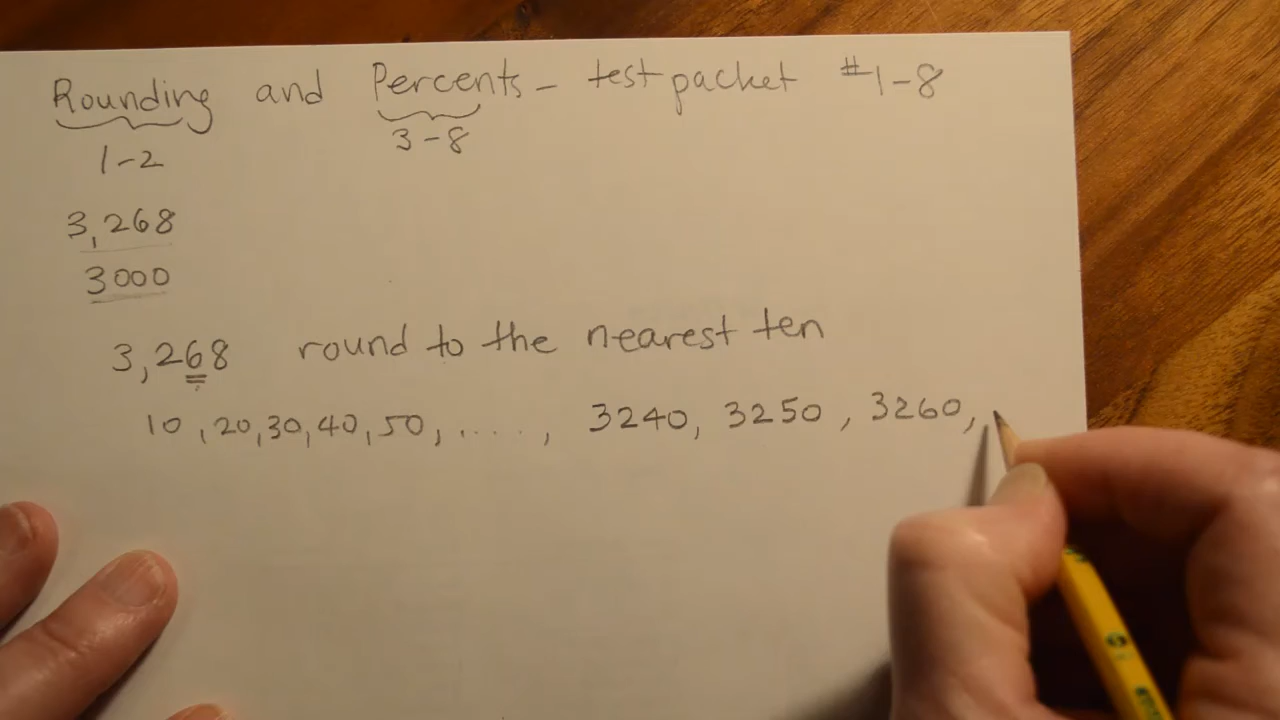 Rounding and Percents - test packet #1-8
1-2
3-8
3,268
3000
3,268 round to the nearest ten
10, 20, 30, 40, 50, ...., 3240, 3250, 3260,